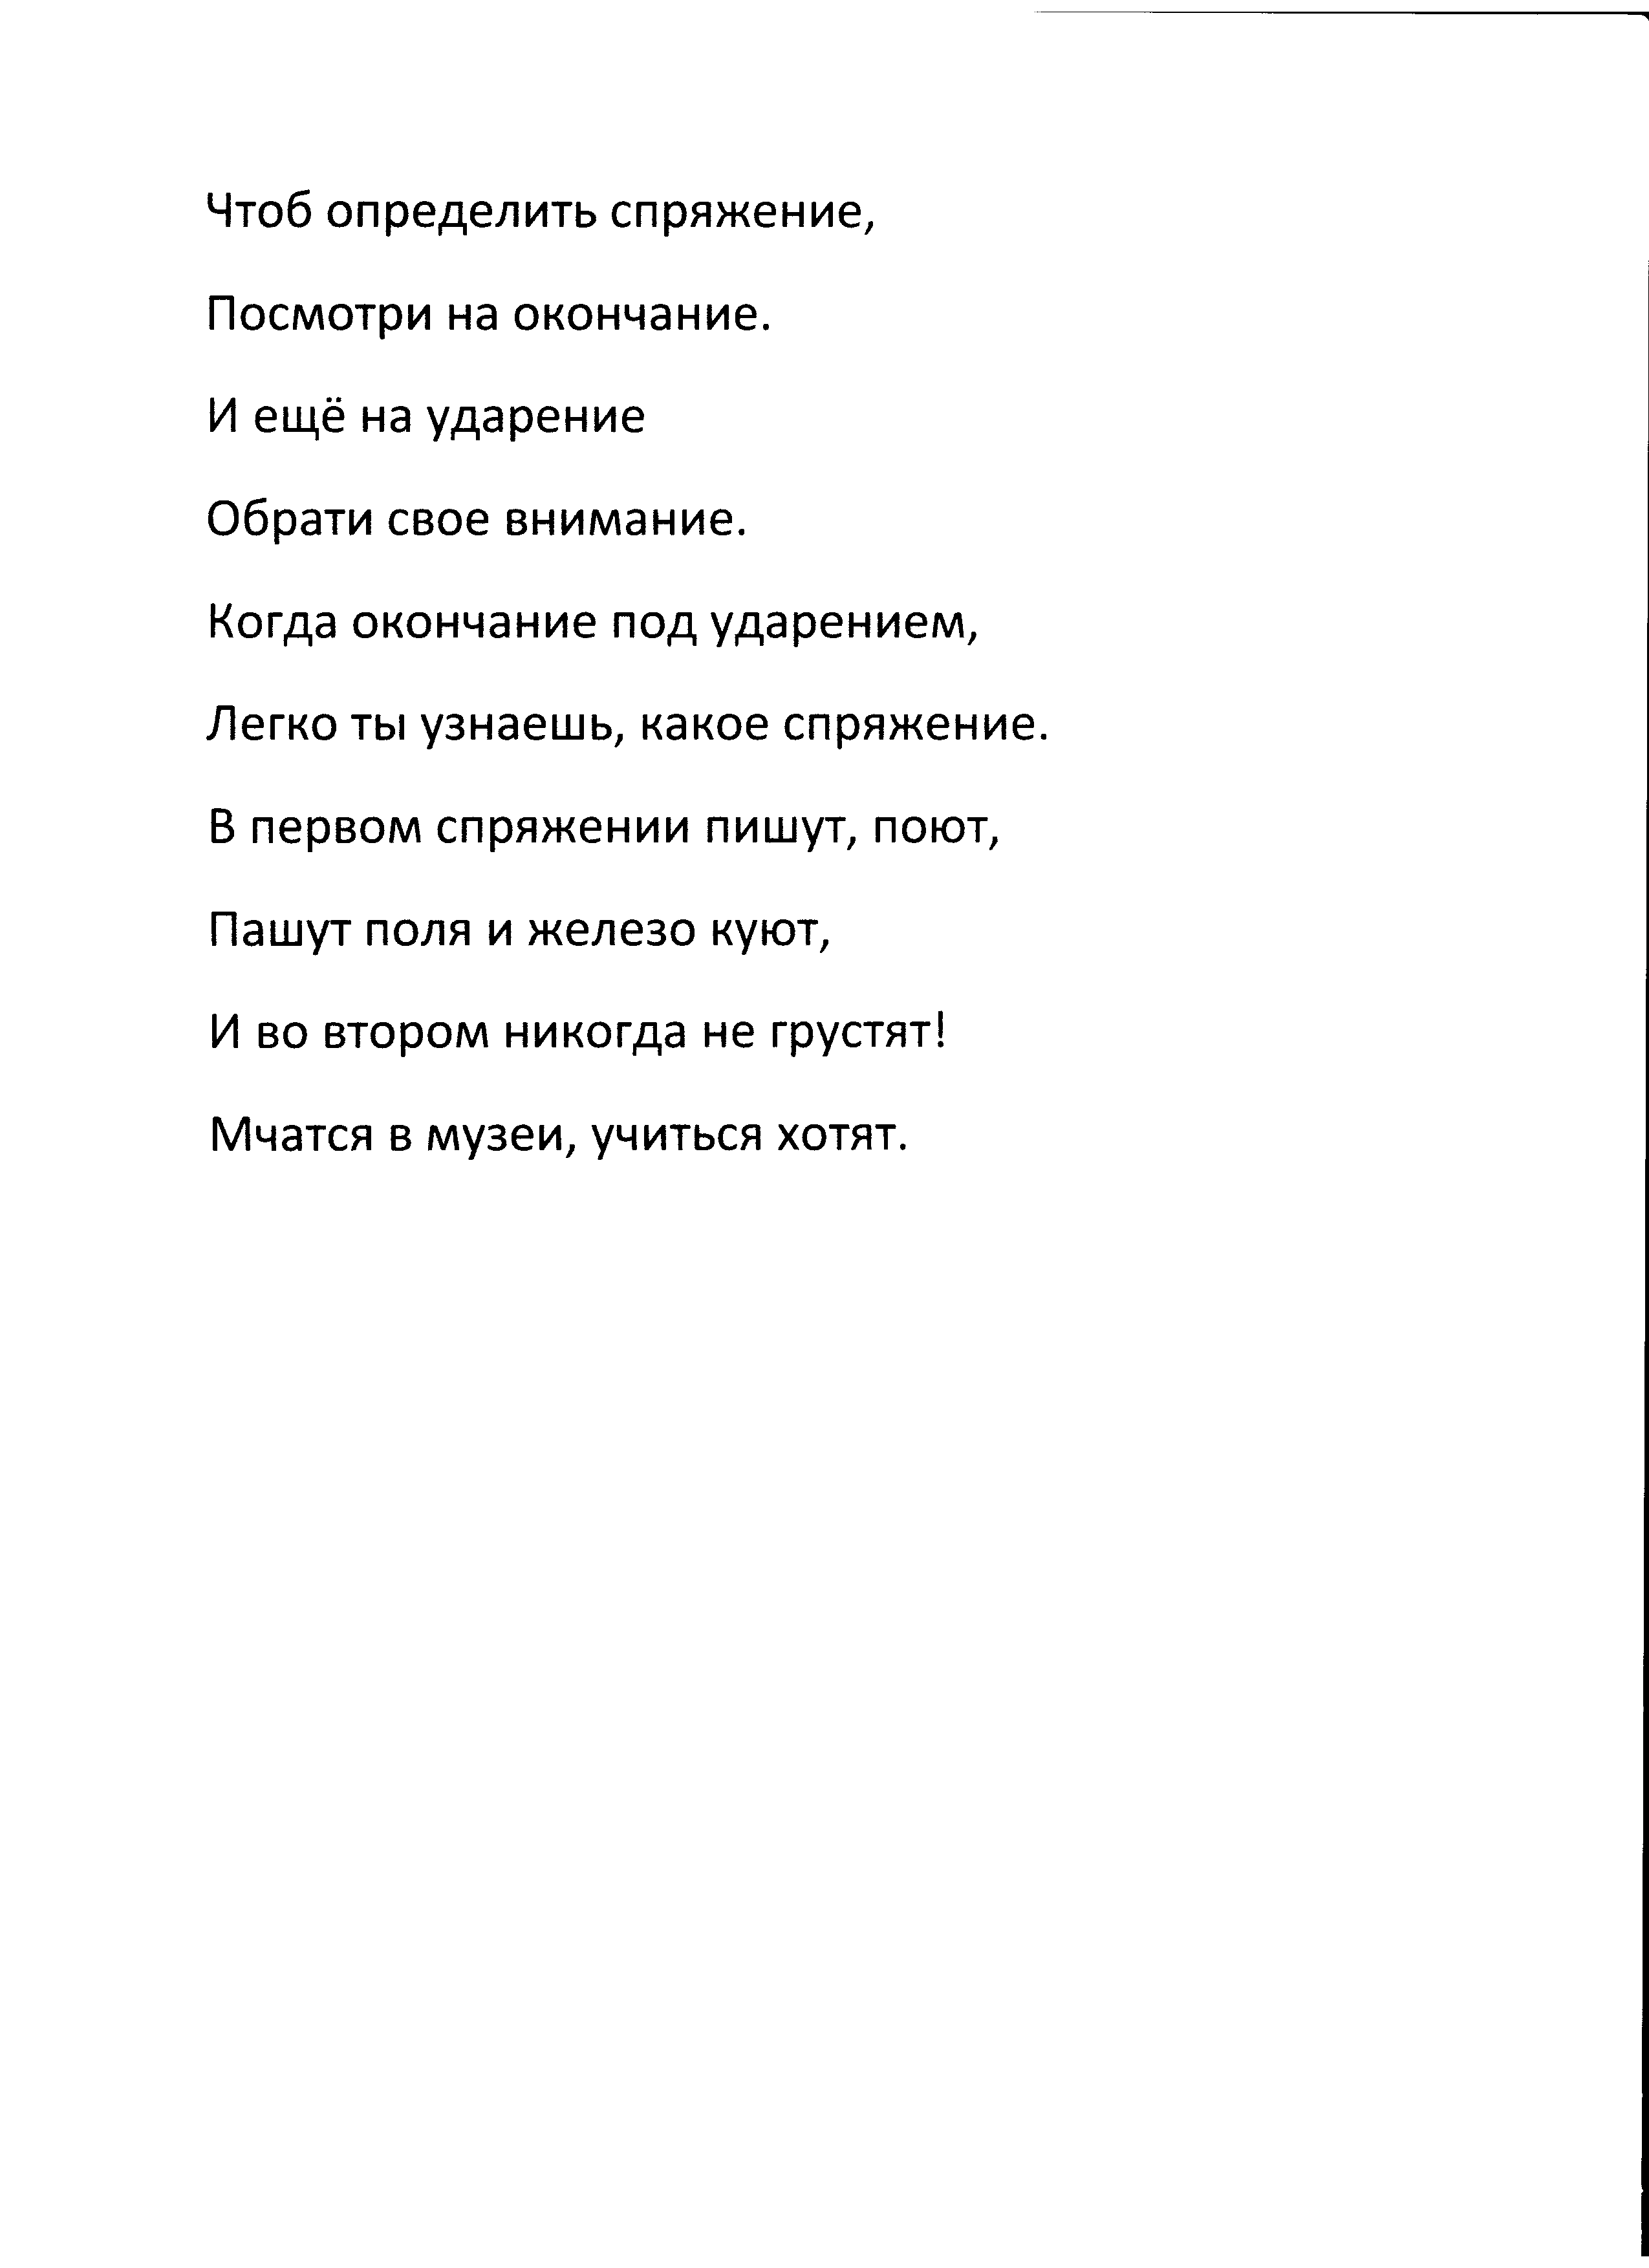 Чтоб определить спряжение,
Посмотри на окончание.
И ещё на ударение
Обрати свое внимание.
Когда окончание под ударением,
Легко ты узнаешь, какое спряжение.
В первом спряжении пишут, поют,
Пашут поля и железо куют,
И во втором никогда не грустят!
Мчатся в музеи, учиться хотят.